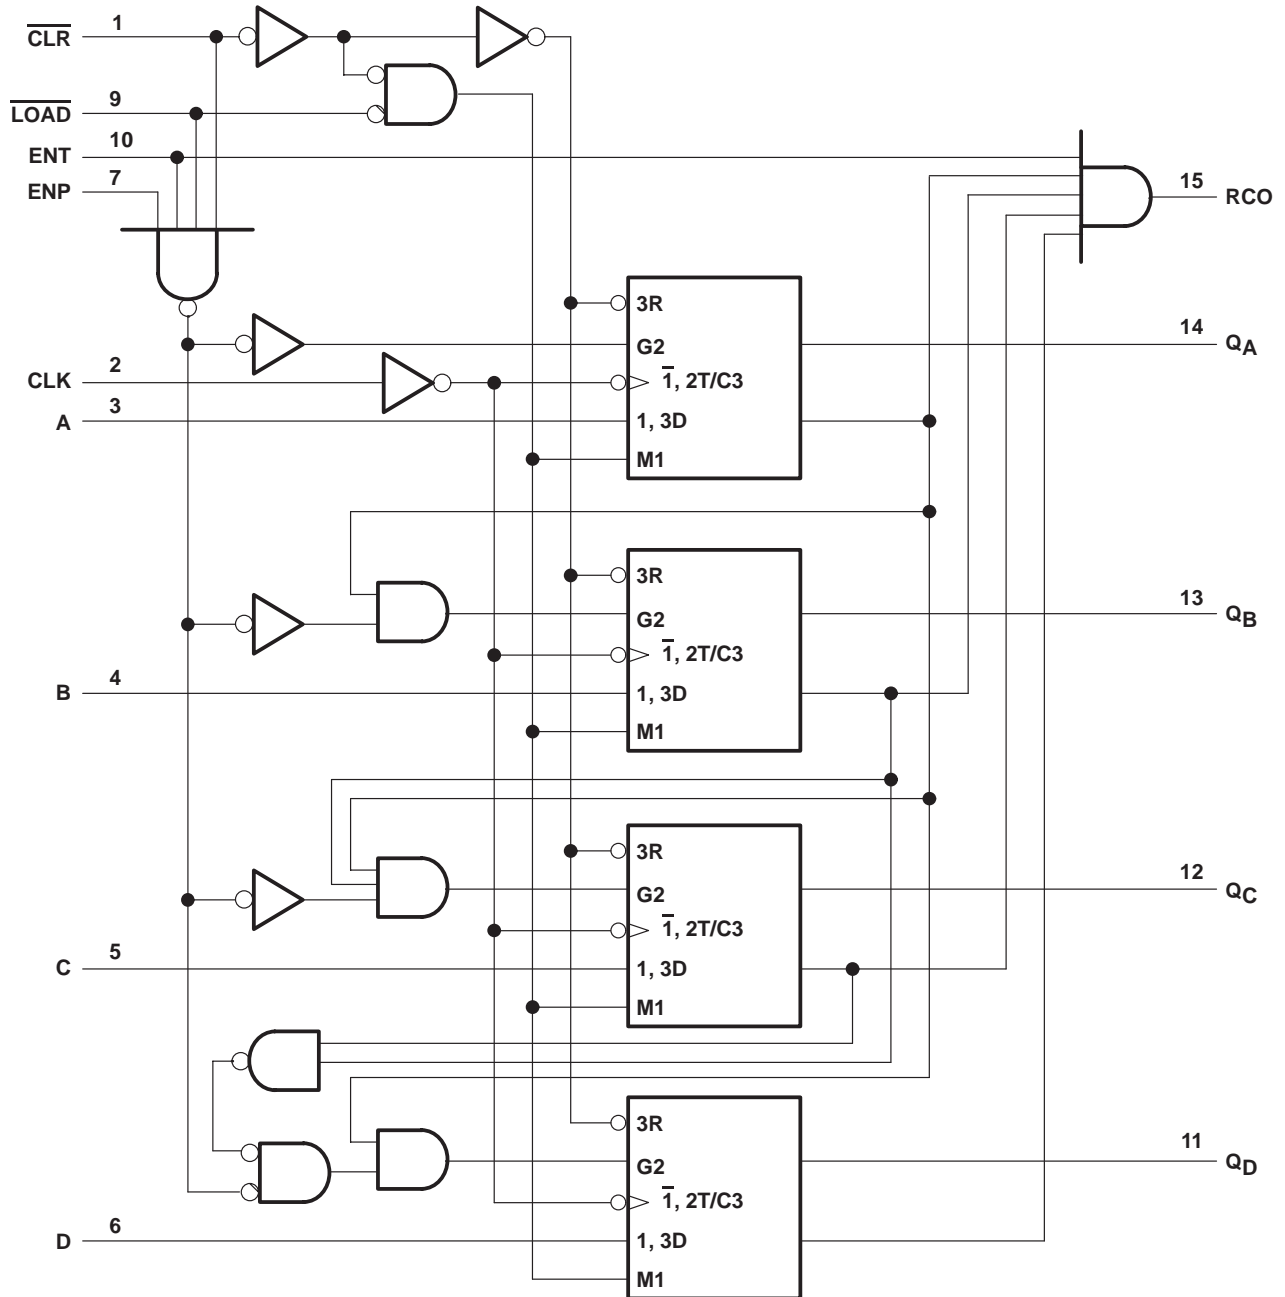 C̅L̅R̅ 1
L̅O̅A̅D̅ 9
ENT 10
ENP 7
15 RCO
3R
G2
14 QA
CLK 2
1̅, 2T/C3
A 3
1, 3D
M1
3R
G2
13 QB
1̅, 2T/C3
B 4
1, 3D
M1
3R
G2
12 QC
1̅, 2T/C3
C 5
1, 3D
M1
3R
G2
11 QD
1̅, 2T/C3
D 6
1, 3D
M1